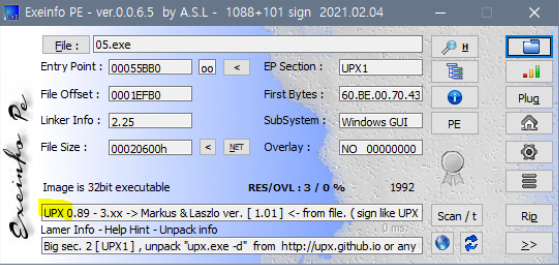 Exeinfo PE - ver.0.0.6.5 by A.S.L - 1088+101 sign 2021.02.04
File : 05.exe
Entry Point : 00055BB0 oo < EP Section : UPX1
File Offset : 0001EFB0 First Bytes : 60.BE.00.70.43
Linker Info : 2.25 SubSystem : Windows GUI
File Size : 00020600h < NET Overlay : NO 00000000
Image is 32bit executable RES/OVL : 3 / 0 % 1992
UPX 0.89 - 3.xx -> Markus & Laszlo ver. [ 1.01 ] <- from file. ( sign like UPX
Lamer Info - Help Hint - Unpack info 0 ms.
Big sec. 2 [ UPX1 ] , unpack "upx.exe -d" from http://upx.github.io or any
Exeinfo Pe
H
Plug
PE
Scan / t
Rip
>>